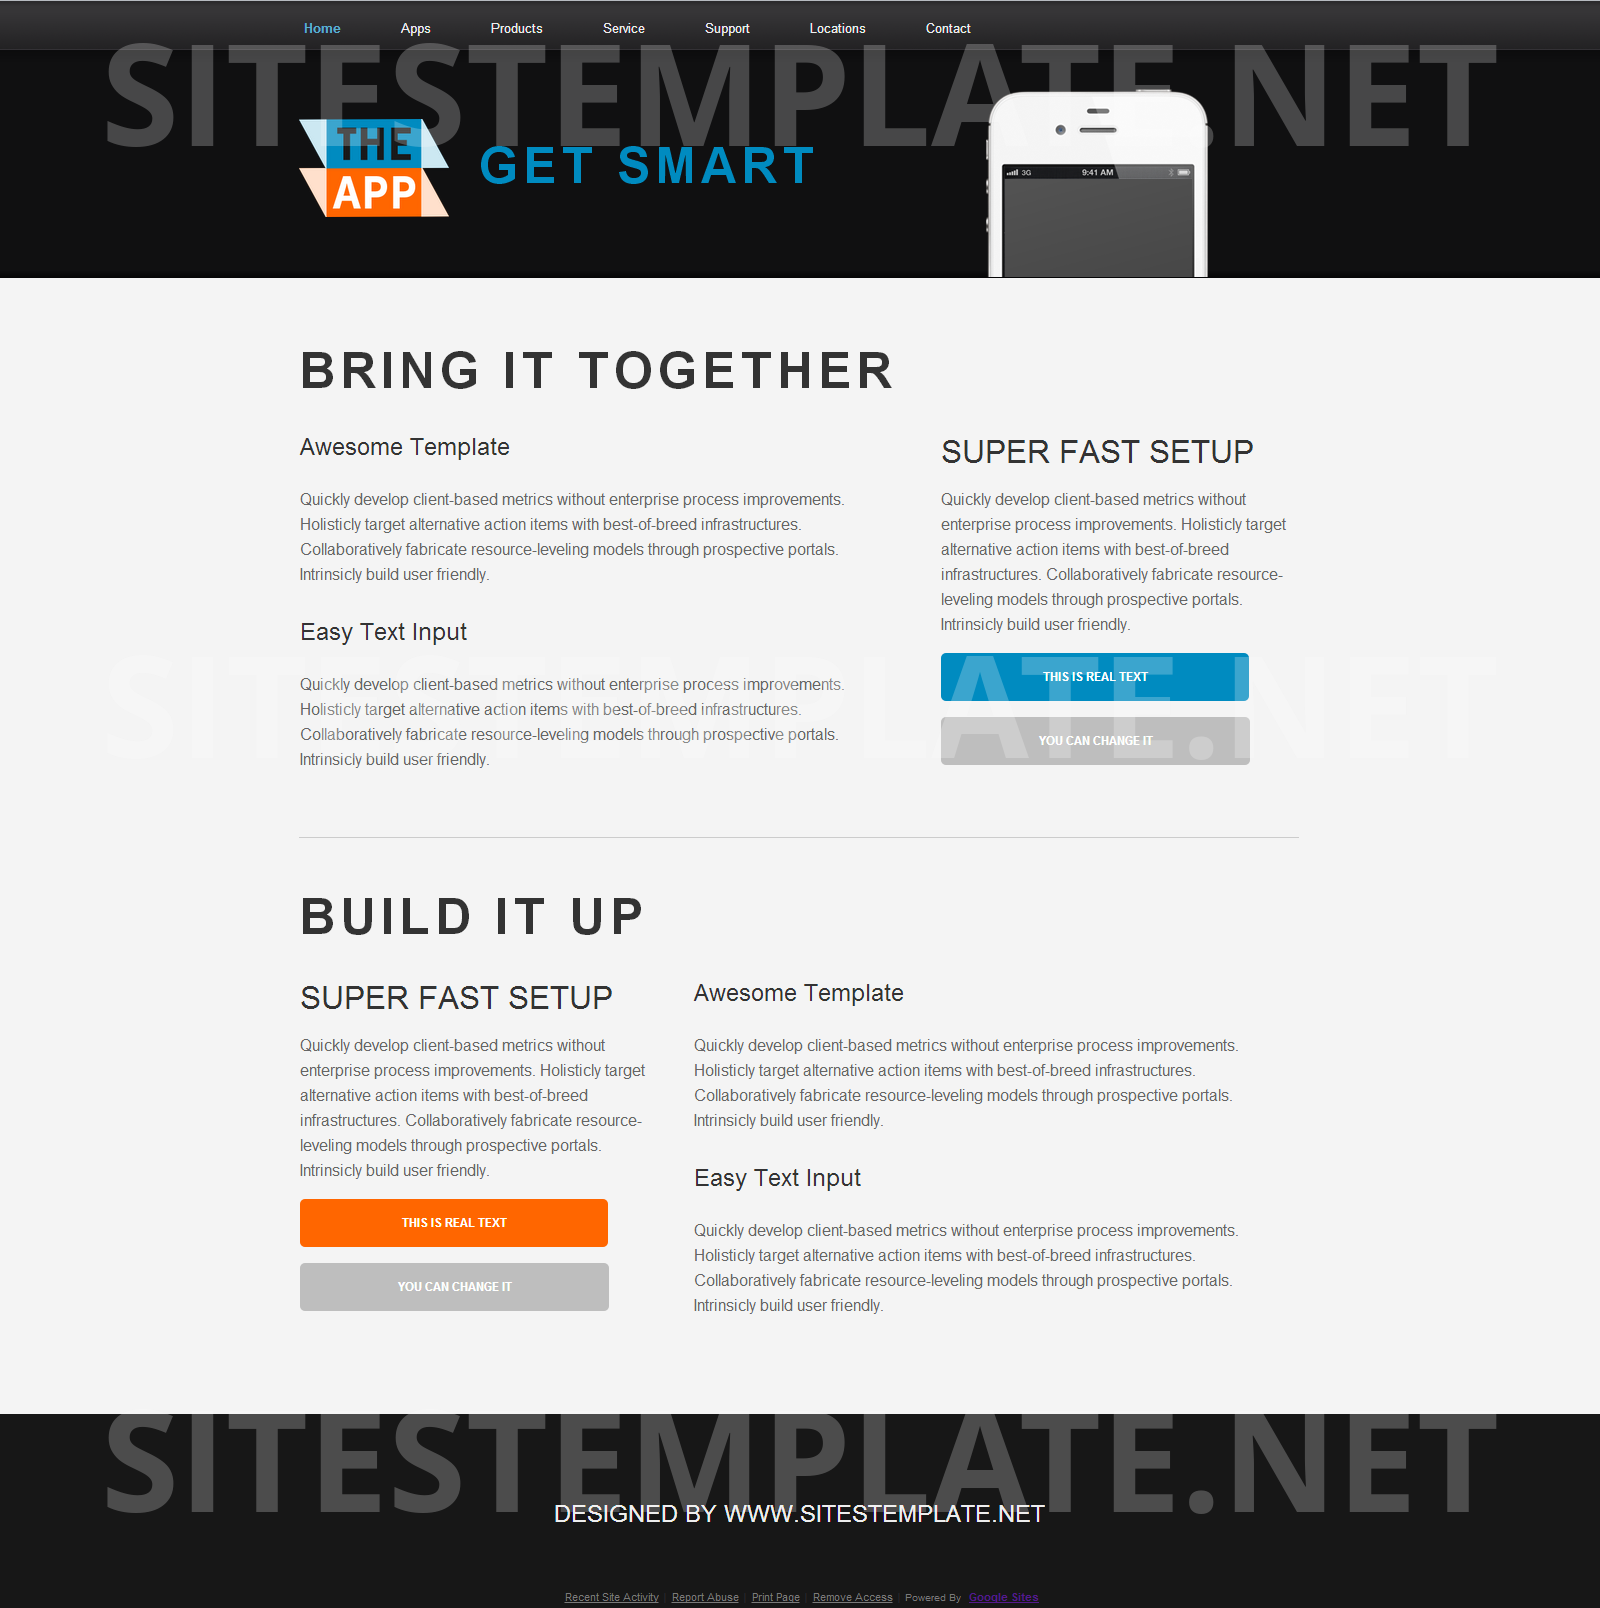 Home Apps Products Service Support Locations Contact
SITESTEMPLATE.NET
THE
APP
GET SMART
3G 9:41 AM
BRING IT TOGETHER
Awesome Template
Quickly develop client-based metrics without enterprise process improvements.
Holisticly target alternative action items with best-of-breed infrastructures.
Collaboratively fabricate resource-leveling models through prospective portals.
Intrinsicly build user friendly.
Easy Text Input
Quickly develop client-based metrics without enterprise process improvements.
Holisticly target alternative action items with best-of-breed infrastructures.
Collaboratively fabricate resource-leveling models through prospective portals.
Intrinsicly build user friendly.
SUPER FAST SETUP
Quickly develop client-based metrics without
enterprise process improvements. Holisticly target
alternative action items with best-of-breed
infrastructures. Collaboratively fabricate resource-
leveling models through prospective portals.
Intrinsicly build user friendly.
THIS IS REAL TEXT
YOU CAN CHANGE IT
SITESTEMPLATE.NET
BUILD IT UP
SUPER FAST SETUP
Quickly develop client-based metrics without
enterprise process improvements. Holisticly target
alternative action items with best-of-breed
infrastructures. Collaboratively fabricate resource-
leveling models through prospective portals.
Intrinsicly build user friendly.
THIS IS REAL TEXT
YOU CAN CHANGE IT
Awesome Template
Quickly develop client-based metrics without enterprise process improvements.
Holisticly target alternative action items with best-of-breed infrastructures.
Collaboratively fabricate resource-leveling models through prospective portals.
Intrinsicly build user friendly.
Easy Text Input
Quickly develop client-based metrics without enterprise process improvements.
Holisticly target alternative action items with best-of-breed infrastructures.
Collaboratively fabricate resource-leveling models through prospective portals.
Intrinsicly build user friendly.
SITESTEMPLATE.NET
DESIGNED BY WWW.SITESTEMPLATE.NET
Recent Site Activity | Report Abuse | Print Page | Remove Access | Powered By Google Sites